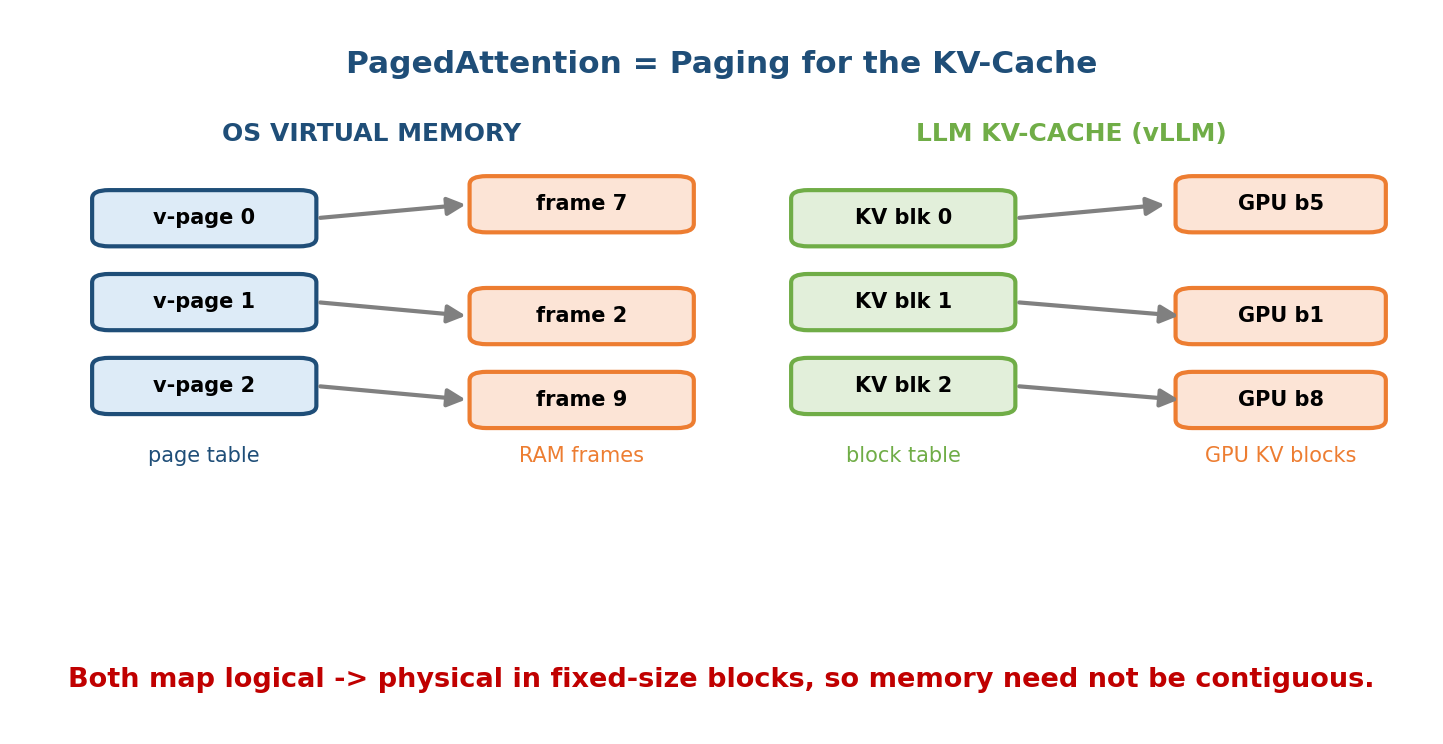 PagedAttention = Paging for the KV-Cache
OS VIRTUAL MEMORY
v-page 0
frame 7
v-page 1
frame 2
v-page 2
frame 9
page table
RAM frames
LLM KV-CACHE (vLLM)
KV blk 0
GPU b5
KV blk 1
GPU b1
KV blk 2
GPU b8
block table
GPU KV blocks
Both map logical -> physical in fixed-size blocks, so memory need not be contiguous.